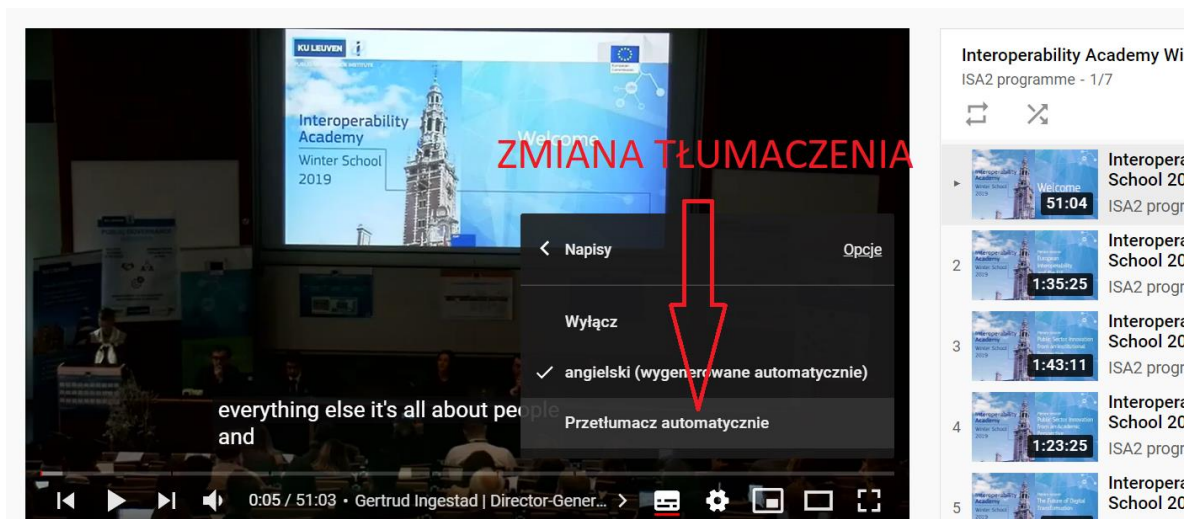 KU LEUVEN
Interoperability
Academy
Winter School
2019
Welcome
ZMIANA TŁUMACZENIA
Napisy
Opcje
Wyłącz
angielski (wygenerowane automatycznie)
Przetłumacz automatycznie
everything else it's all about people
and
0:05 / 51:03 • Gertrud Ingestad | Director-Gener...
Interoperability Academy Wi
ISA2 programme - 1/7
Interopera
School 20
ISA2 progr
Welcome
51:04
2
Interopera
School 20
ISA2 progr
1:35:25
3
Interopera
School 20
ISA2 progr
1:43:11
4
Interopera
School 20
ISA2 progr
1:23:25
5
Interopera
School 20